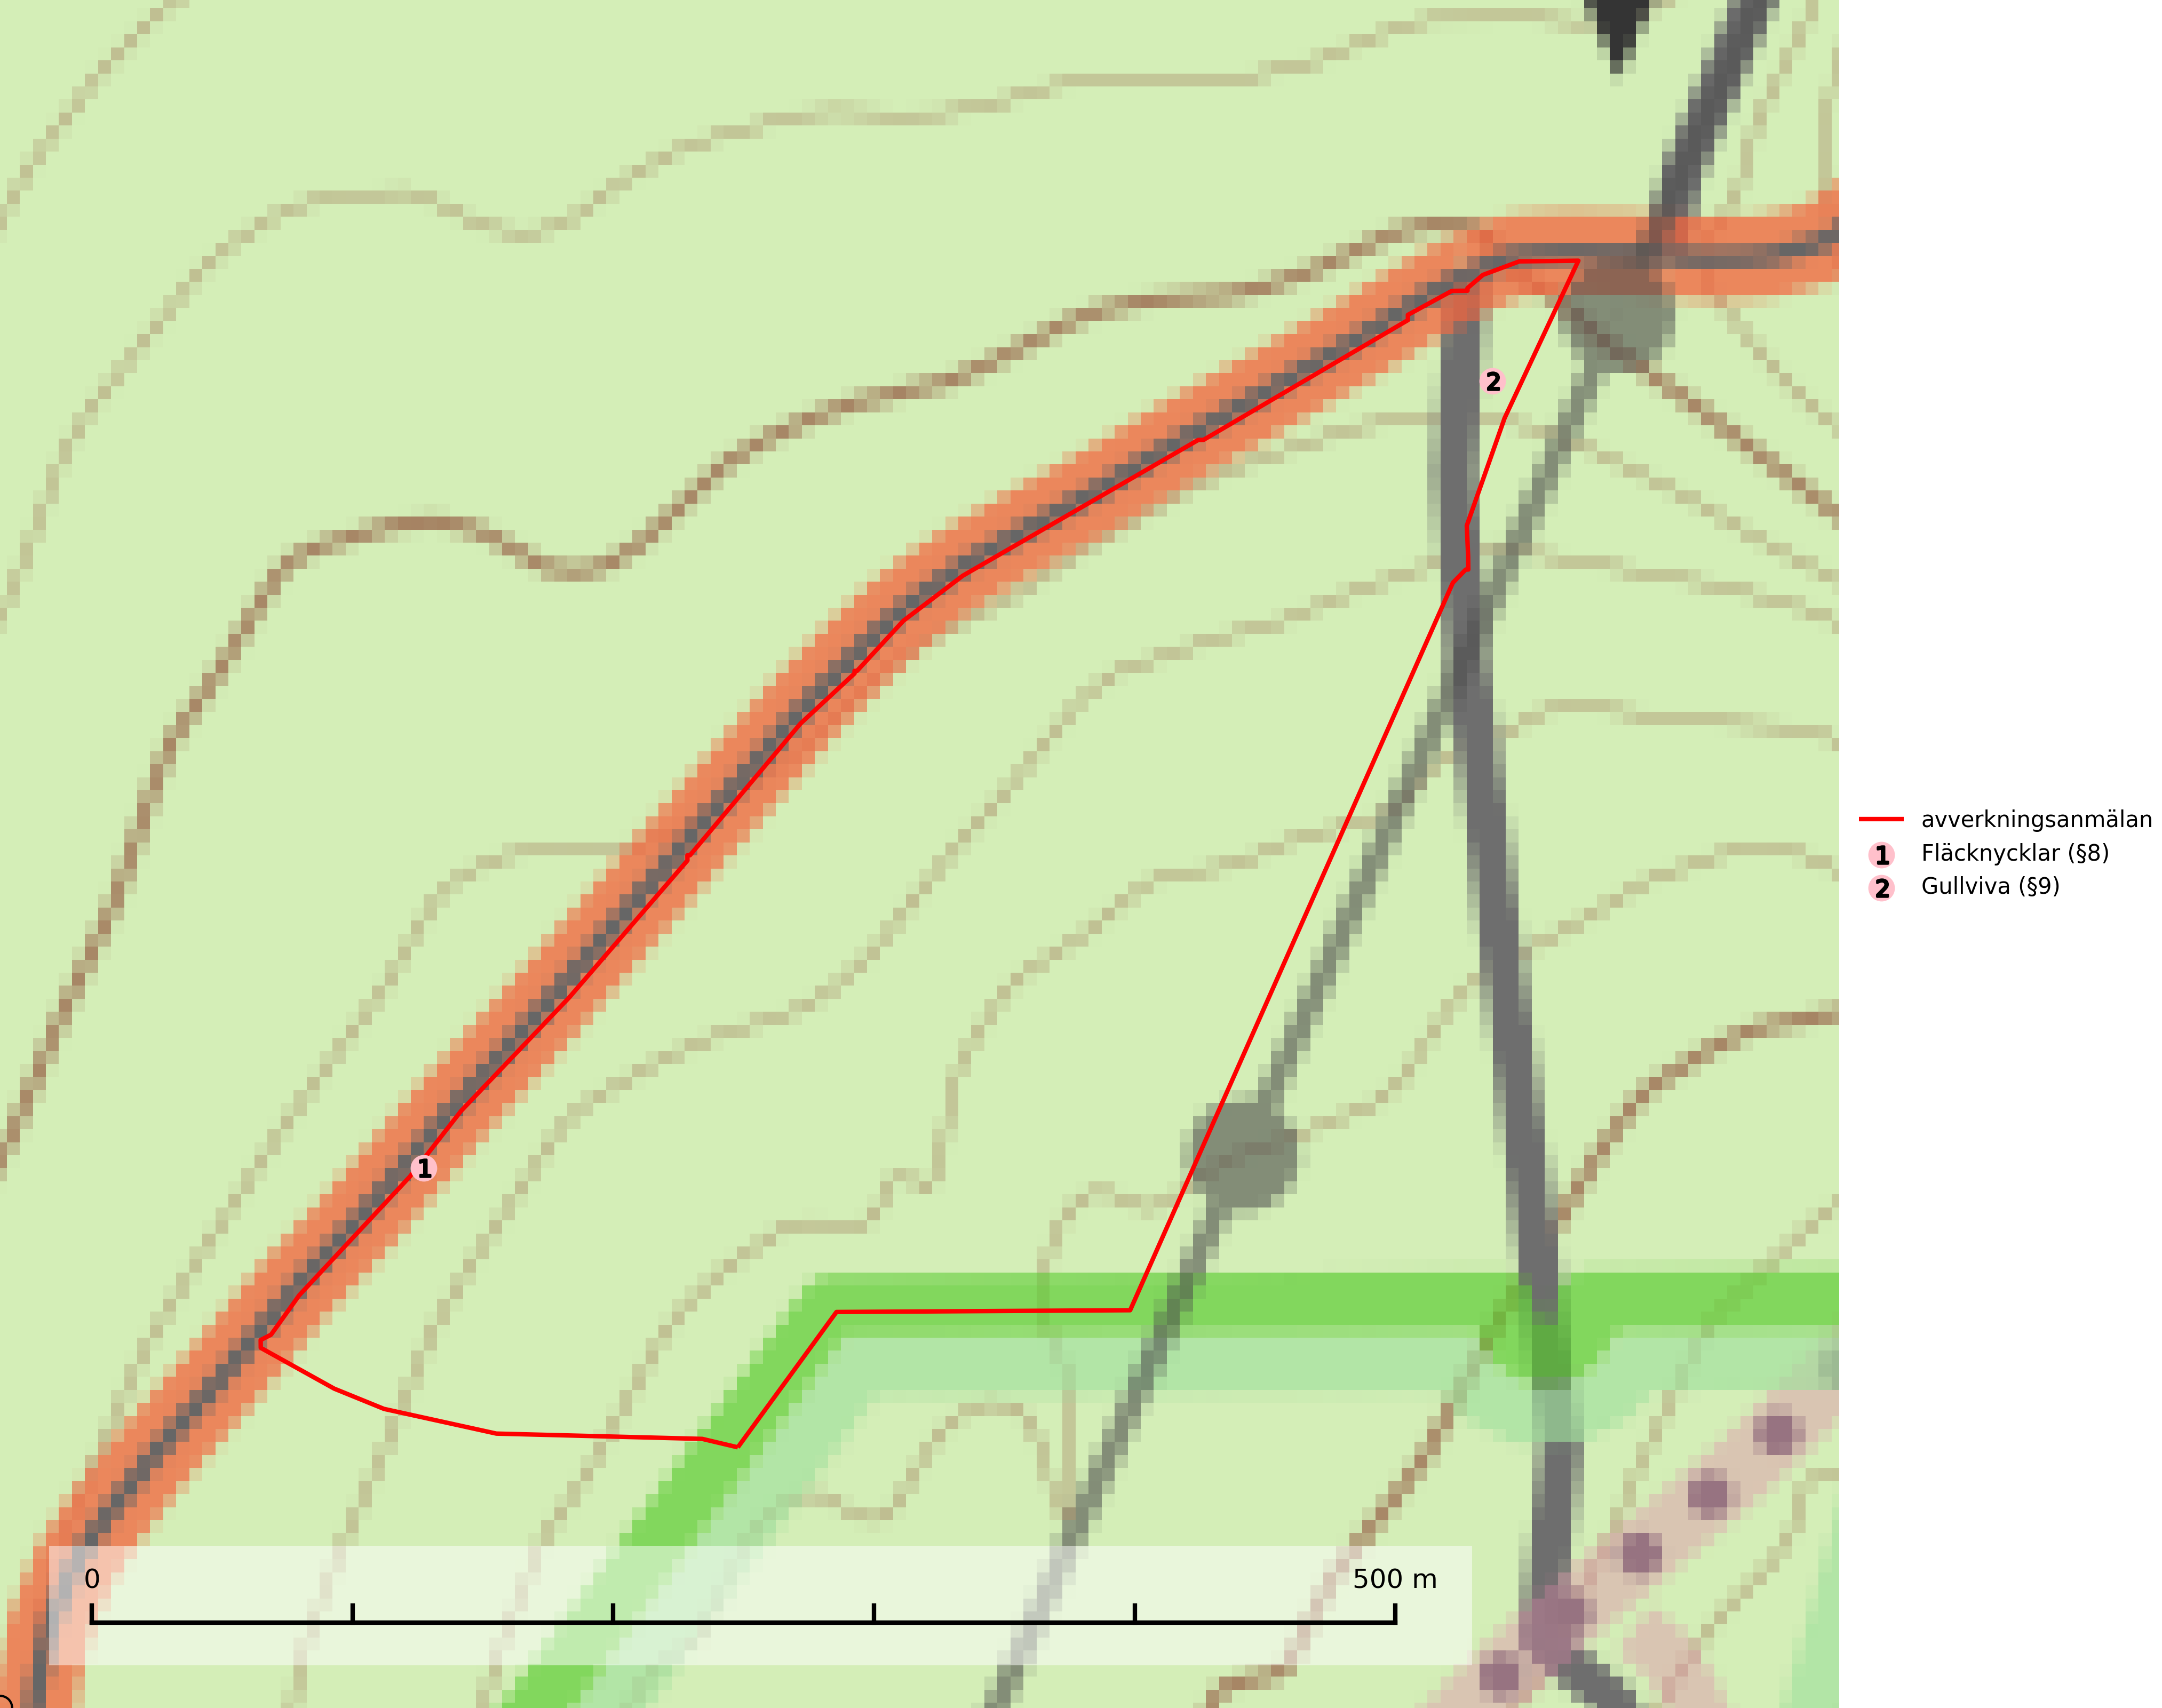 2
avverkningsanmälan
1 Fläcknycklar (§8)
2 Gullviva (§9)
1
0 500 m